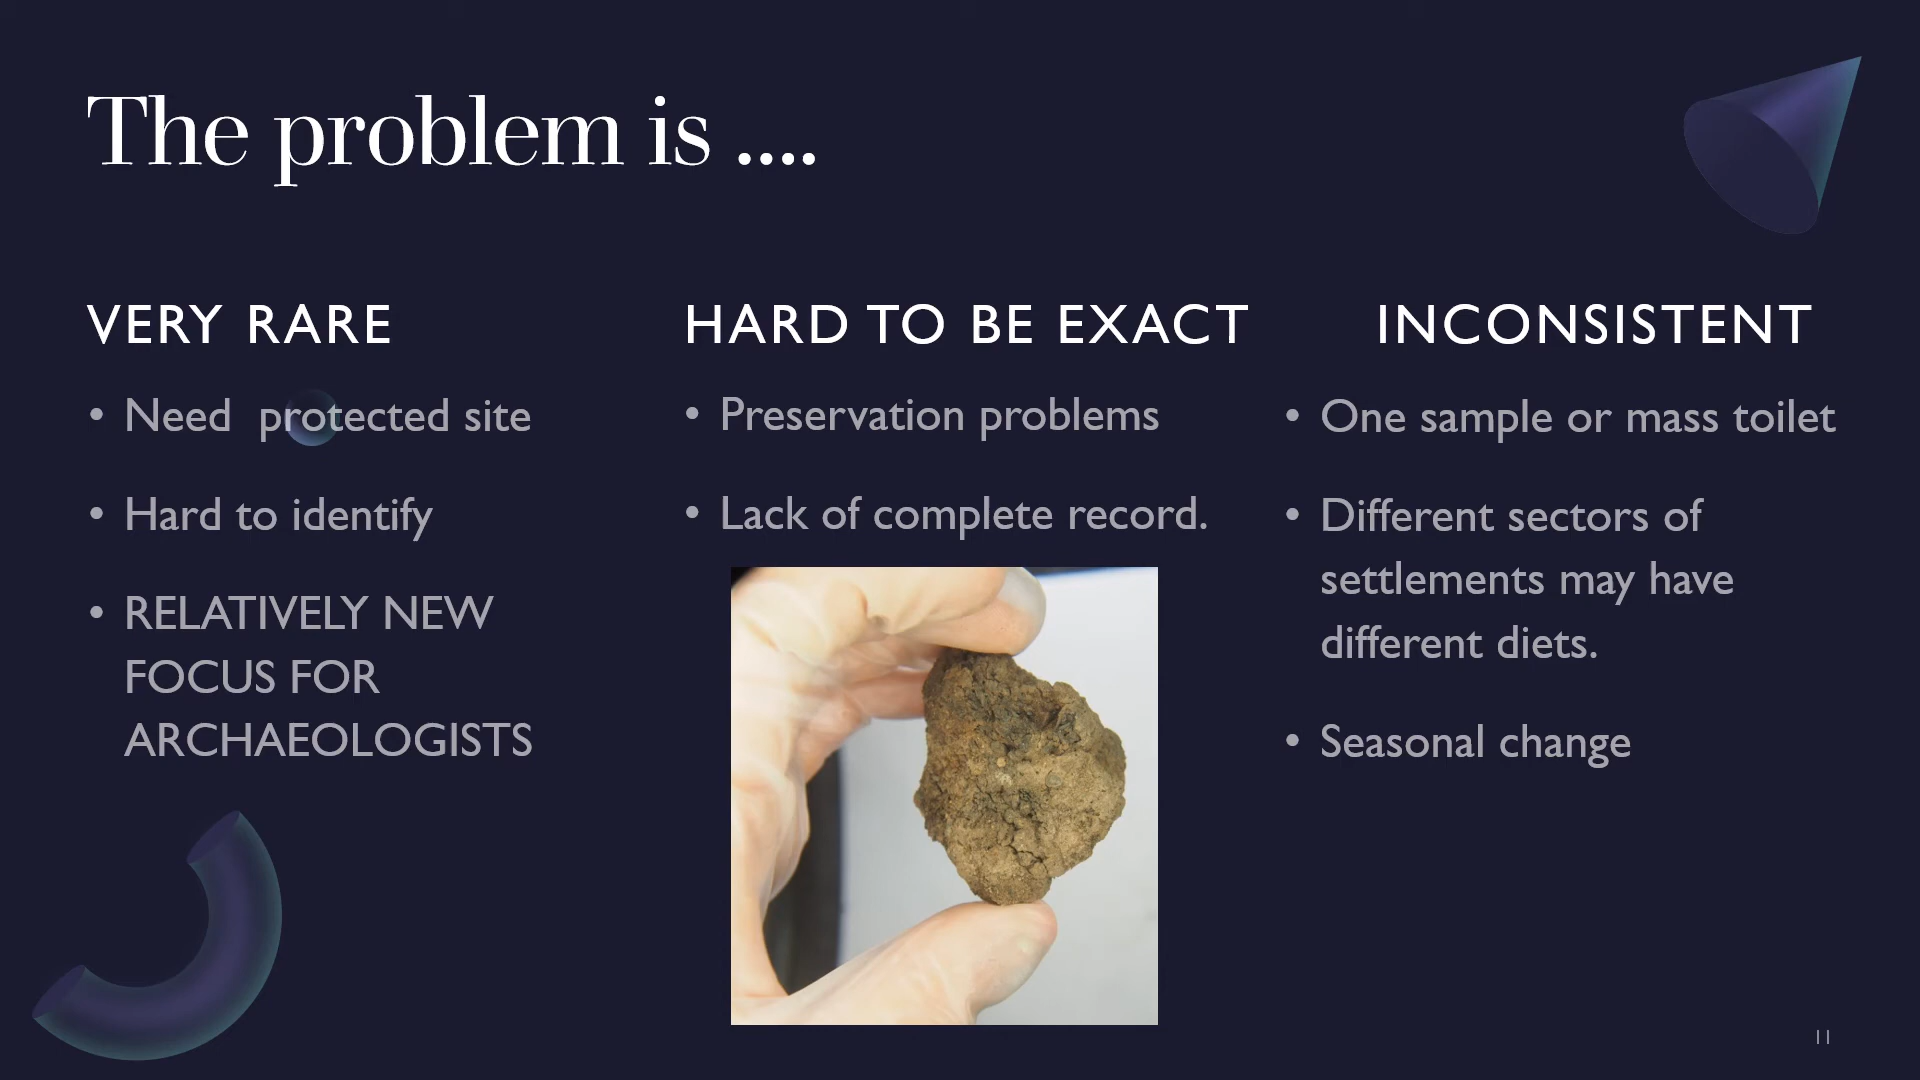 The problem is ....
VERY RARE
• Need  protected site
• Hard to identify
• RELATIVELY NEW
FOCUS FOR
ARCHAEOLOGISTS
HARD TO BE EXACT
• Preservation problems
• Lack of complete record.
INCONSISTENT
• One sample or mass toilet
• Different sectors of
settlements may have
different diets.
• Seasonal change
11